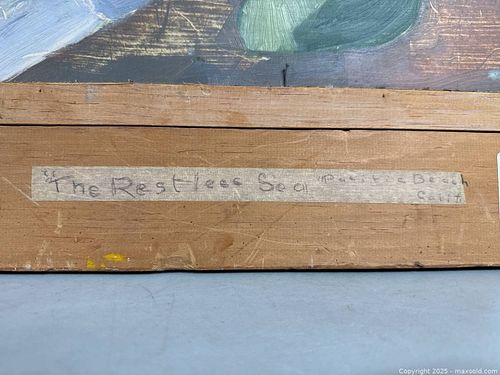 "The Restless Sea Pacific Beach
Calif
Copyright 2025 - maxsold.com